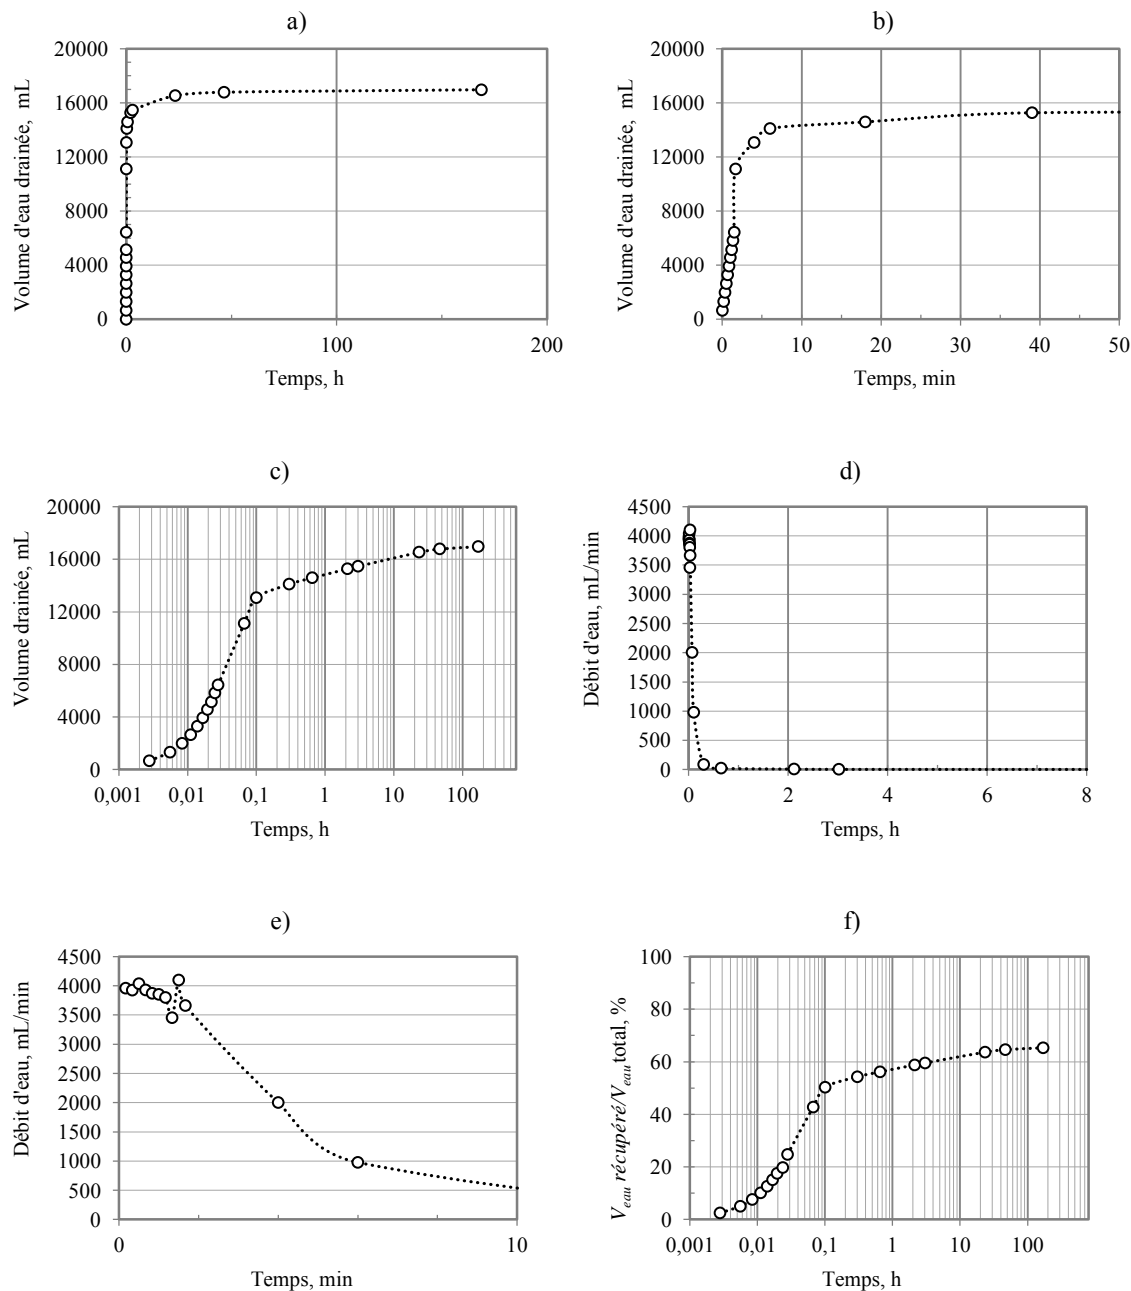 a)
20000
16000
12000
8000
4000
0
Volume d'eau drainée, mL
0 100 200
Temps, h
b)
20000
16000
12000
8000
4000
0
Volume d'eau drainée, mL
0 10 20 30 40 50
Temps, min
c)
20000
16000
12000
8000
4000
0
Volume drainée, mL
0,001 0,01 0,1 1 10 100
Temps, h
d)
4500
4000
3500
3000
2500
2000
1500
1000
500
0
Débit d'eau, mL/min
0 2 4 6 8
Temps, h
e)
4500
4000
3500
3000
2500
2000
1500
1000
500
0
Débit d'eau, mL/min
0 10
Temps, min
f)
100
80
60
40
20
0
Veau récupéré/Veau total, %
0,001 0,01 0,1 1 10 100
Temps, h